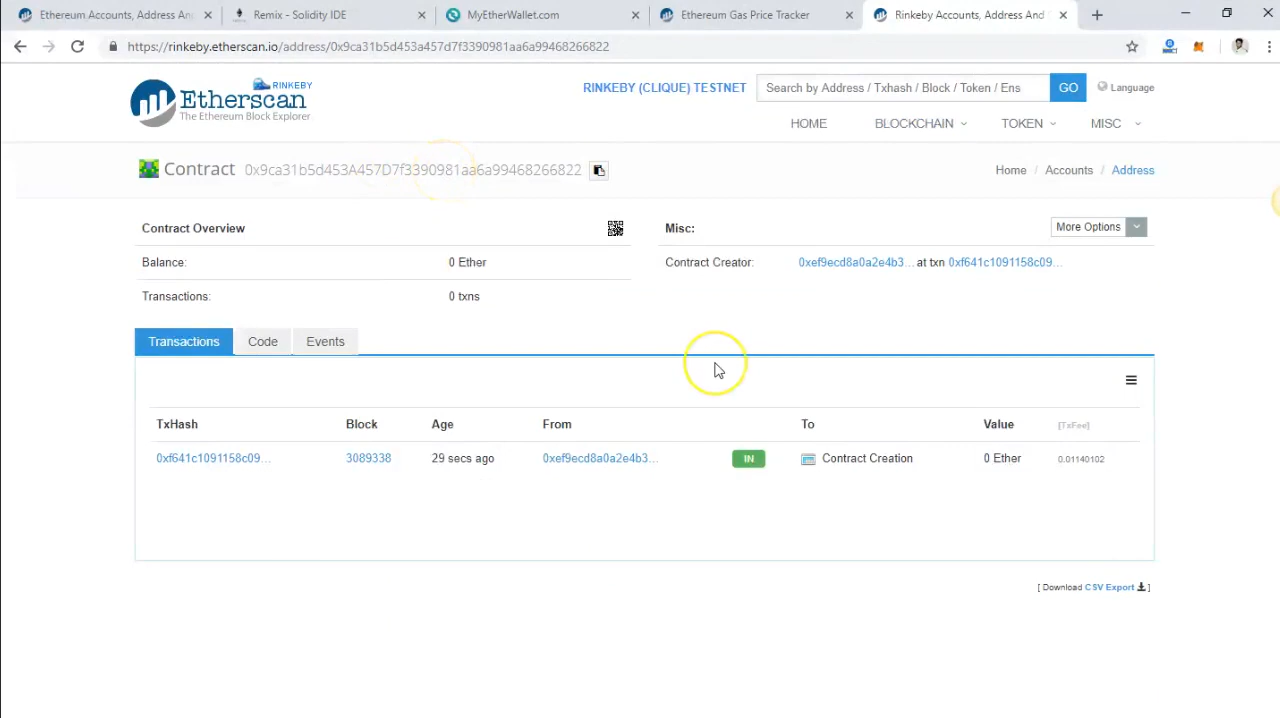 Ethereum Accounts, Address An
Remix - Solidity IDE
MyEtherWallet.com
Ethereum Gas Price Tracker
Rinkeby Accounts, Address And
https://rinkeby.etherscan.io/address/0x9ca31b5d453a457d7f3390981aa6a99468266822
RINKEBY
Etherscan
The Ethereum Block Explorer
RINKEBY (CLIQUE) TESTNET
Search by Address / Txhash / Block / Token / Ens
GO
Language
HOME BLOCKCHAIN TOKEN MISC
Contract 0x9ca31b5d453A457D7f3390981aa6a99468266822
Home / Accounts / Address
Contract Overview
Misc:
More Options
Balance: 0 Ether
Contract Creator: 0xef9ecd8a0a2e4b3... at txn 0xf641c1091158c09...
Transactions: 0 txns
Transactions Code Events
TxHash Block Age From To Value [TxFee]
0xf641c1091158c09... 3089338 29 secs ago 0xef9ecd8a0a2e4b3... IN Contract Creation 0 Ether 0.01140102
[ Download CSV Export ]